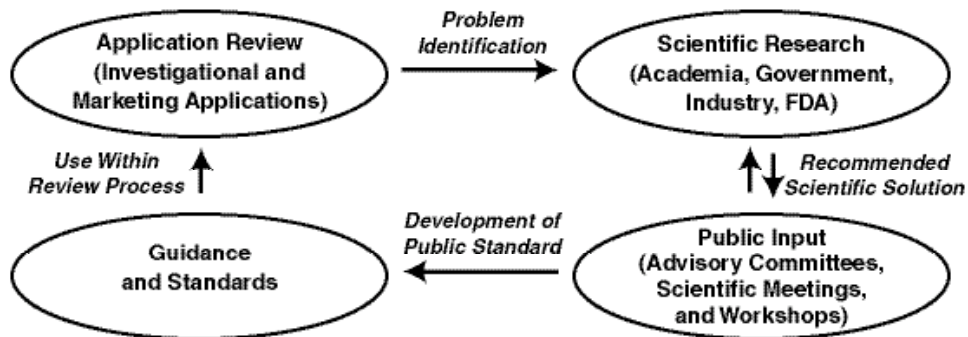 Application Review
(Investigational and
Marketing Applications)
Problem
Identification
Scientific Research
(Academia, Government,
Industry, FDA)
Use Within
Review Process
Recommended
Scientific Solution
Guidance
and Standards
Development of
Public Standard
Public Input
(Advisory Committees,
Scientific Meetings,
and Workshops)